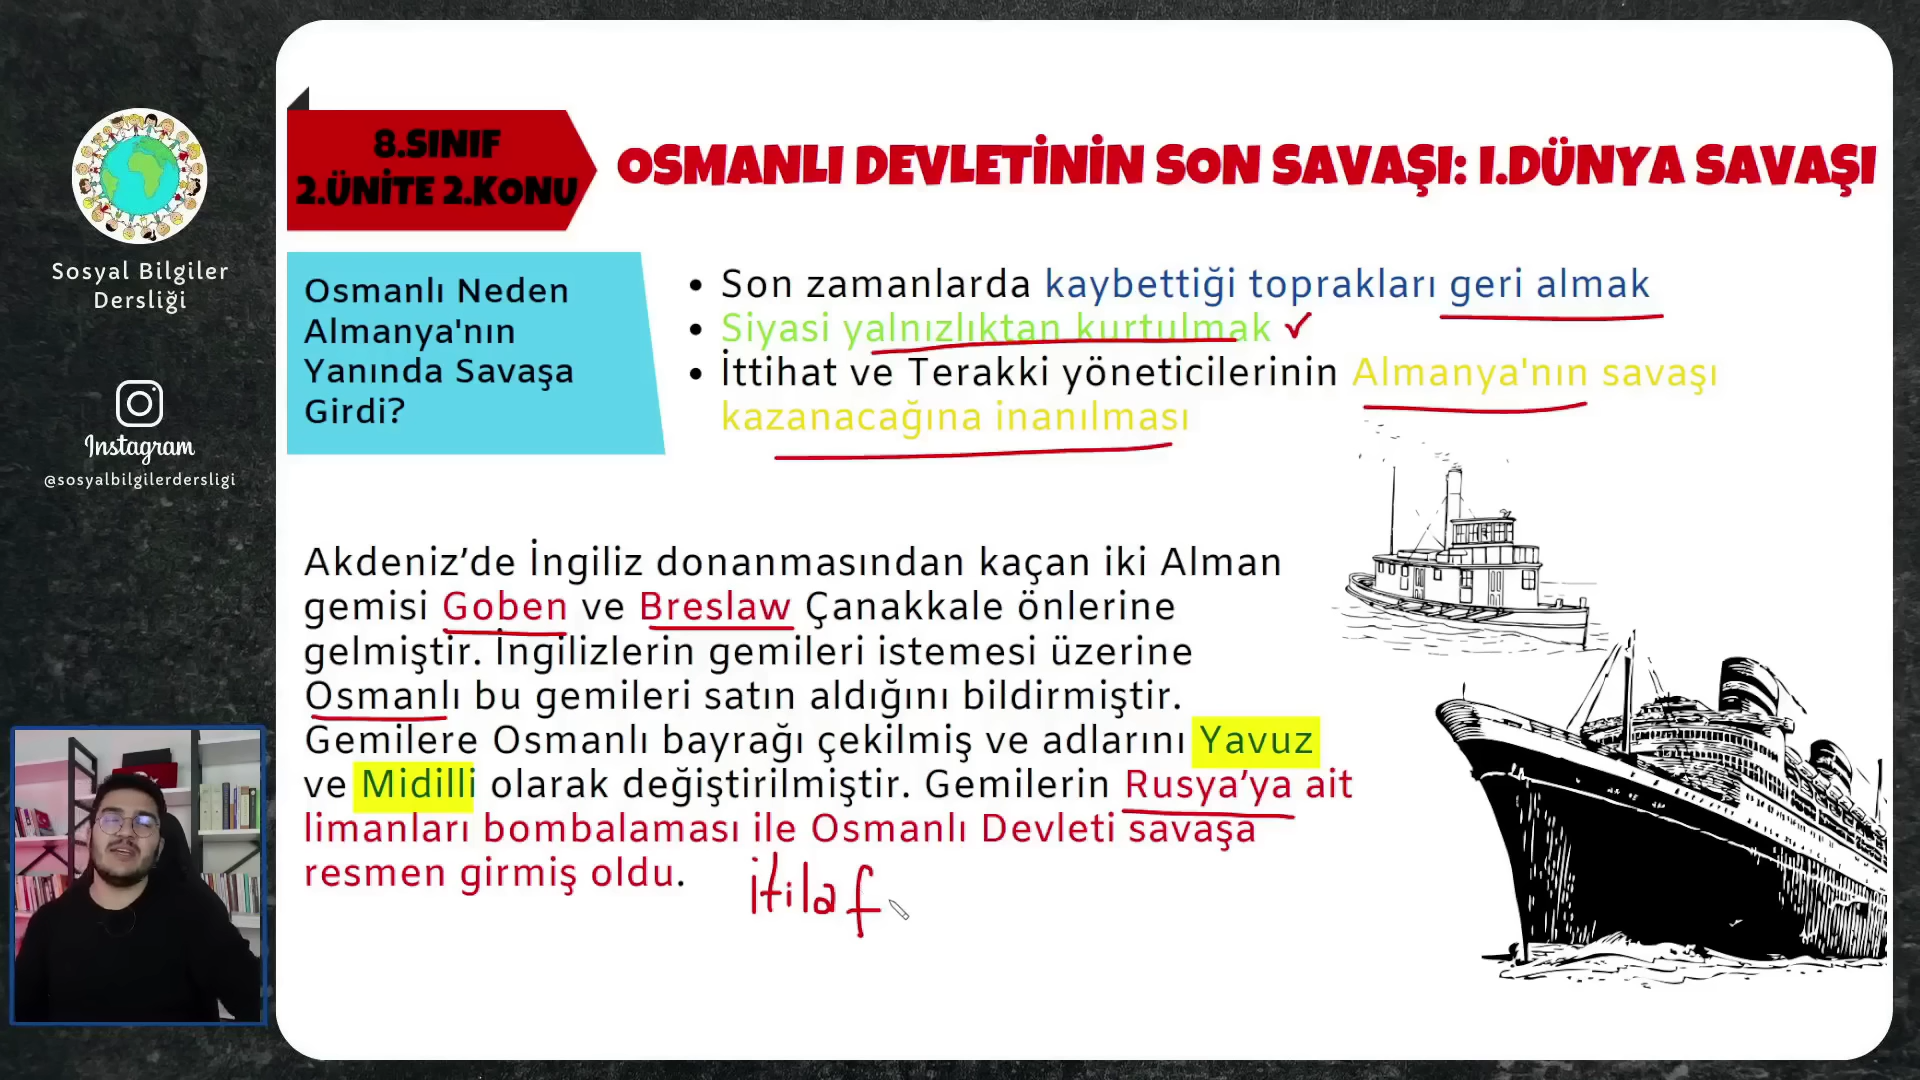 Sosyal Bilgiler
Dersliği
Instagram
@sosyalbilgilerdersligi
8.SINIF
2.ÜNİTE 2.KONU
OSMANLI DEVLETİNİN SON SAVAŞI: I.DÜNYA SAVAŞI
Osmanlı Neden
Almanya'nın
Yanında Savaşa
Girdi?
• Son zamanlarda kaybettiği toprakları geri almak
• Siyasi yalnızlıktan kurtulmak ✓
• İttihat ve Terakki yöneticilerinin Almanya'nın savaşı
kazanacağına inanılması
Akdeniz’de İngiliz donanmasından kaçan iki Alman
gemisi Goben ve Breslaw Çanakkale önlerine
gelmiştir. İngilizlerin gemileri istemesi üzerine
Osmanlı bu gemileri satın aldığını bildirmiştir.
Gemilere Osmanlı bayrağı çekilmiş ve adlarını Yavuz
ve Midilli olarak değiştirilmiştir. Gemilerin Rusya’ya ait
limanları bombalaması ile Osmanlı Devleti savaşa
resmen girmiş oldu.
itilaf